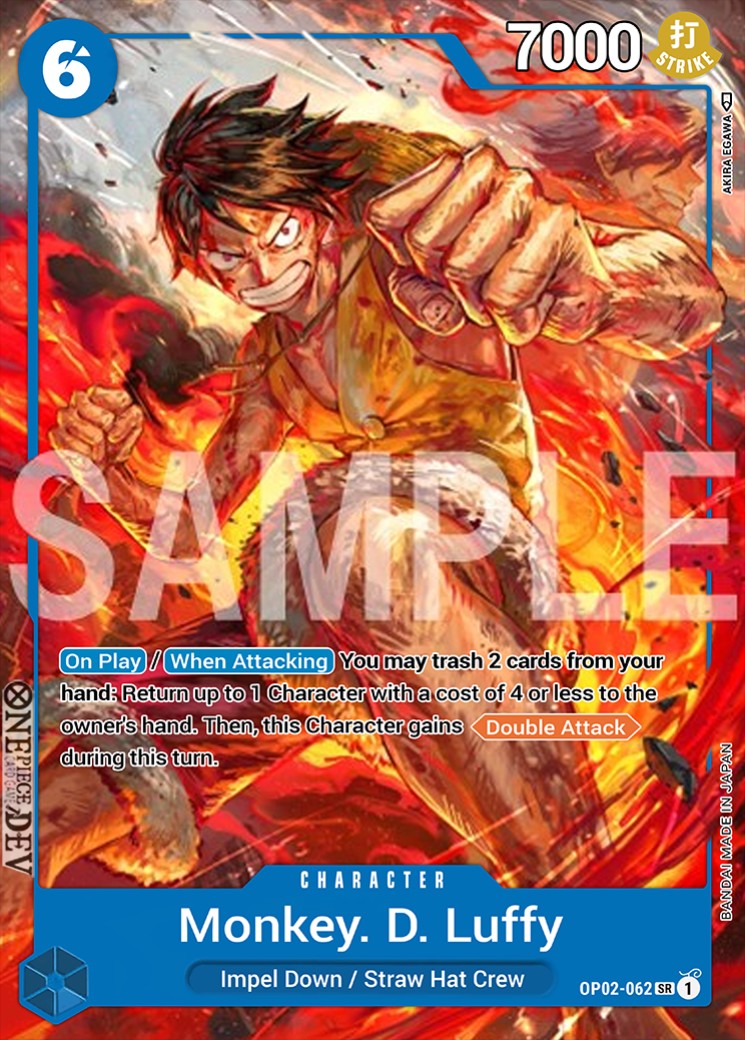 6
7000
打
STRIKE
AKIRA EGAWA
SAMPLE
On Play / When Attacking You may trash 2 cards from your
hand: Return up to 1 Character with a cost of 4 or less to the
owner's hand. Then, this Character gains Double Attack
during this turn.
ONE PIECE
CARD GAME
/DEV
BANDAI MADE IN JAPAN
CHARACTER
Monkey. D. Luffy
Impel Down / Straw Hat Crew
OP02-062 SR 1